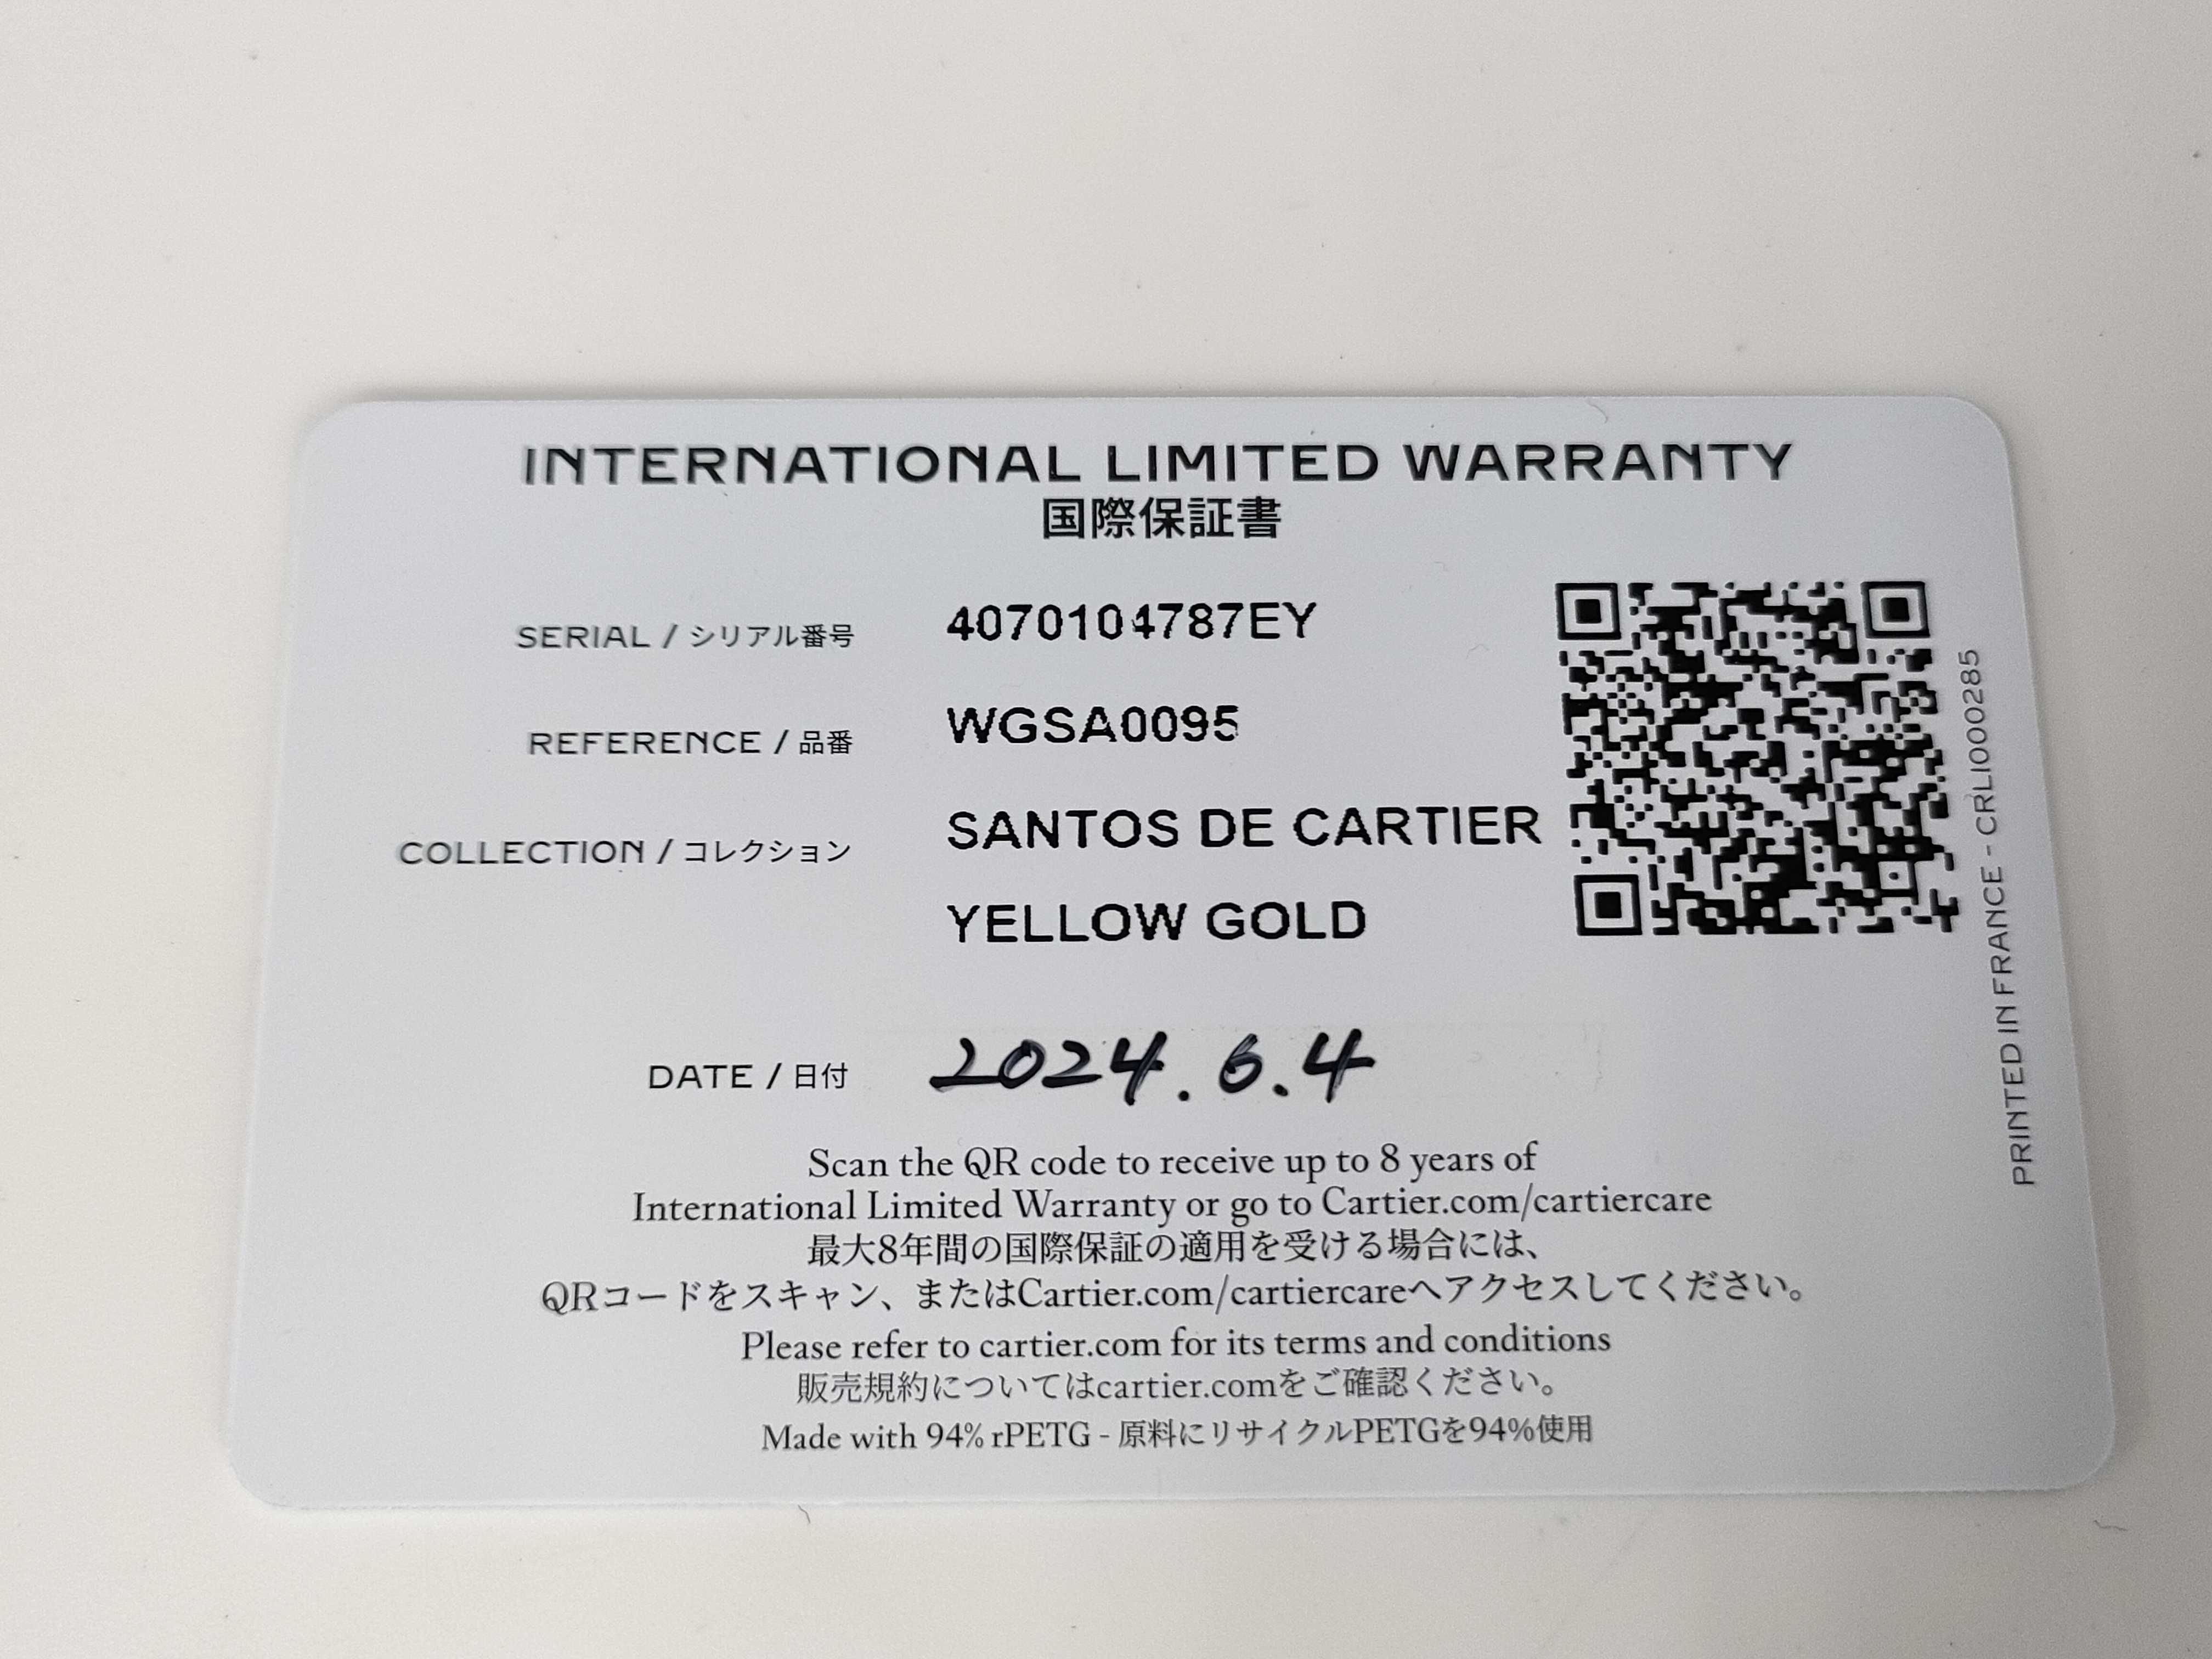 INTERNATIONAL LIMITED WARRANTY
国際保証書
SERIAL / シリアル番号 4070104787EY
REFERENCE / 品番 WGSA0095
COLLECTION / コレクション SANTOS DE CARTIER
YELLOW GOLD
DATE / 日付 2024.6.4
Scan the QR code to receive up to 8 years of
International Limited Warranty or go to Cartier.com/cartiercare
最大8年間の国際保証の適用を受ける場合には、
QRコードをスキャン、またはCartier.com/cartiercareへアクセスしてください。
Please refer to cartier.com for its terms and conditions
販売規約についてはcartier.comをご確認ください。
Made with 94% rPETG - 原料にリサイクルPETGを94%使用
PRINTED IN FRANCE - CRLI000285